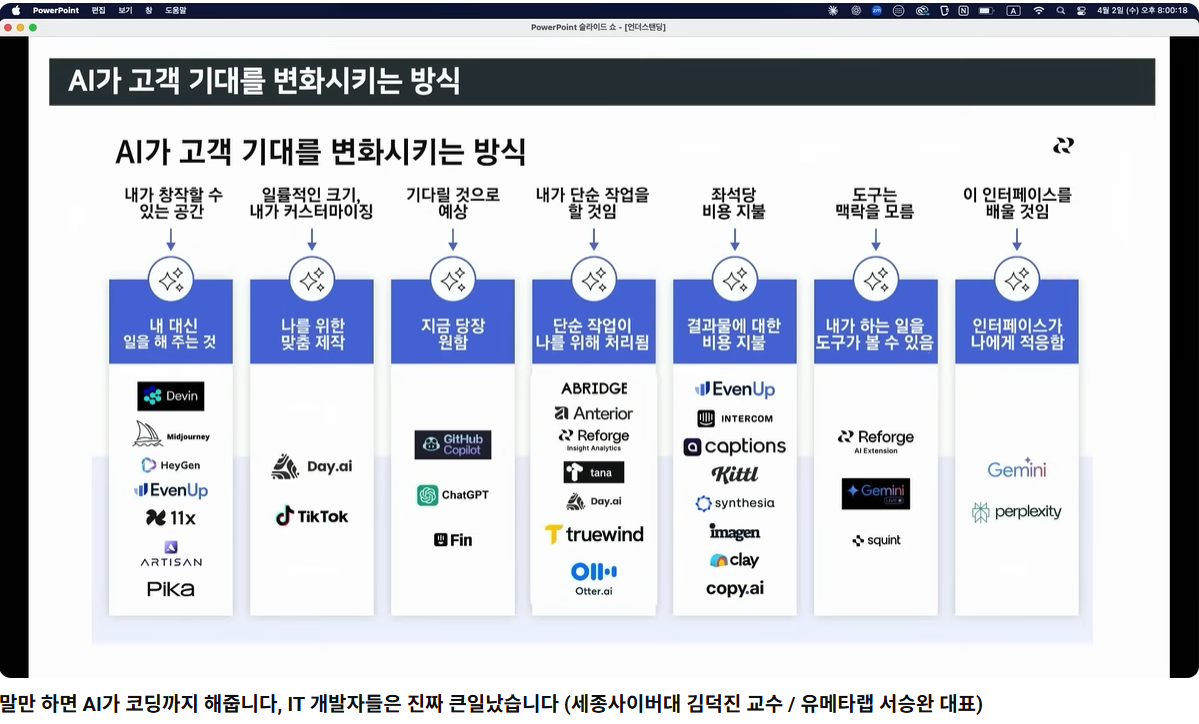 PowerPoint 편집 보기 창 도움말
4월 2일 (수) 오후 8:00:18
PowerPoint 슬라이드 쇼 - [언더스탠딩]
AI가 고객 기대를 변화시키는 방식
AI가 고객 기대를 변화시키는 방식
내가 창작할 수
있는 공간
내 대신
일을 해 주는 것
Devin
Midjourney
HeyGen
EvenUp
11x
ARTISAN
Pika
일률적인 크기,
내가 커스터마이징
나를 위한
맞춤 제작
Day.ai
TikTok
기다릴 것으로
예상
지금 당장
원함
GitHub
Copilot
ChatGPT
Fin
내가 단순 작업을
할 것임
단순 작업이
나를 위해 처리됨
ABRIDGE
Anterior
Reforge
Insight Analytics
tana
Day.ai
truewind
Otter.ai
좌석당
비용 지불
결과물에 대한
비용 지불
EvenUp
INTERCOM
captions
Kittl
synthesia
imagen
clay
copy.ai
도구는
맥락을 모름
내가 하는 일을
도구가 볼 수 있음
Reforge
AI Extension
Gemini
LIVE
squint
이 인터페이스를
배울 것임
인터페이스가
나에게 적응함
Gemini
perplexity
말만 하면 AI가 코딩까지 해줍니다, IT 개발자들은 진짜 큰일났습니다 (세종사이버대 김덕진 교수 / 유메타랩 서승완 대표)